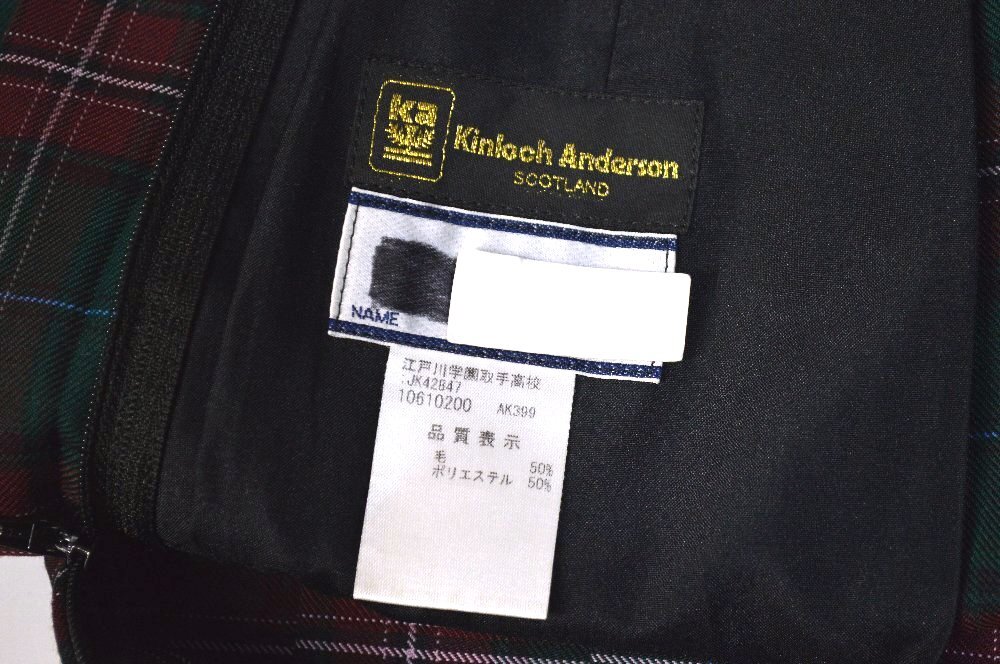 ka
Kinloch Anderson
SCOTLAND
NAME
江戸川学園取手高校
:JK42847
10610200 AK399
品質表示
毛 50%
ポリエステル 50%